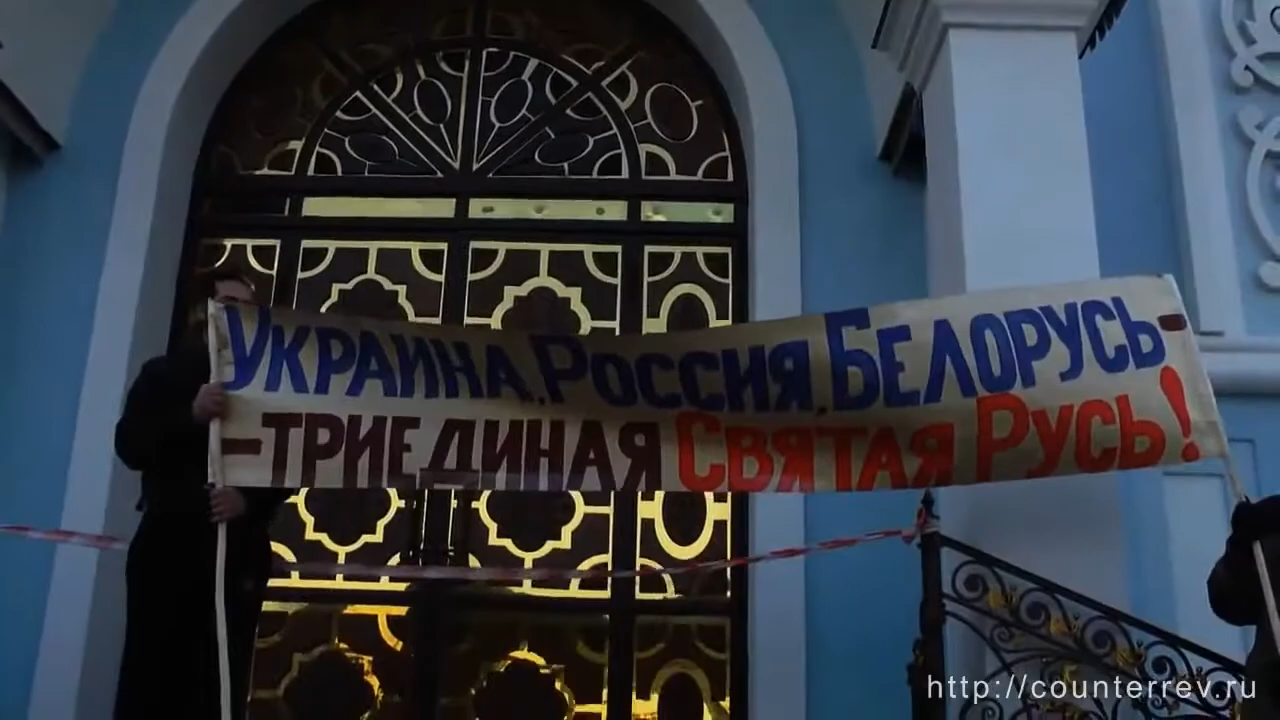 УКРАИНА, РОССИЯ, БЕЛОРУСЬ-
-ТРИЕДИНАЯ СВЯТАЯ РУСЬ!
http://counterrev.ru